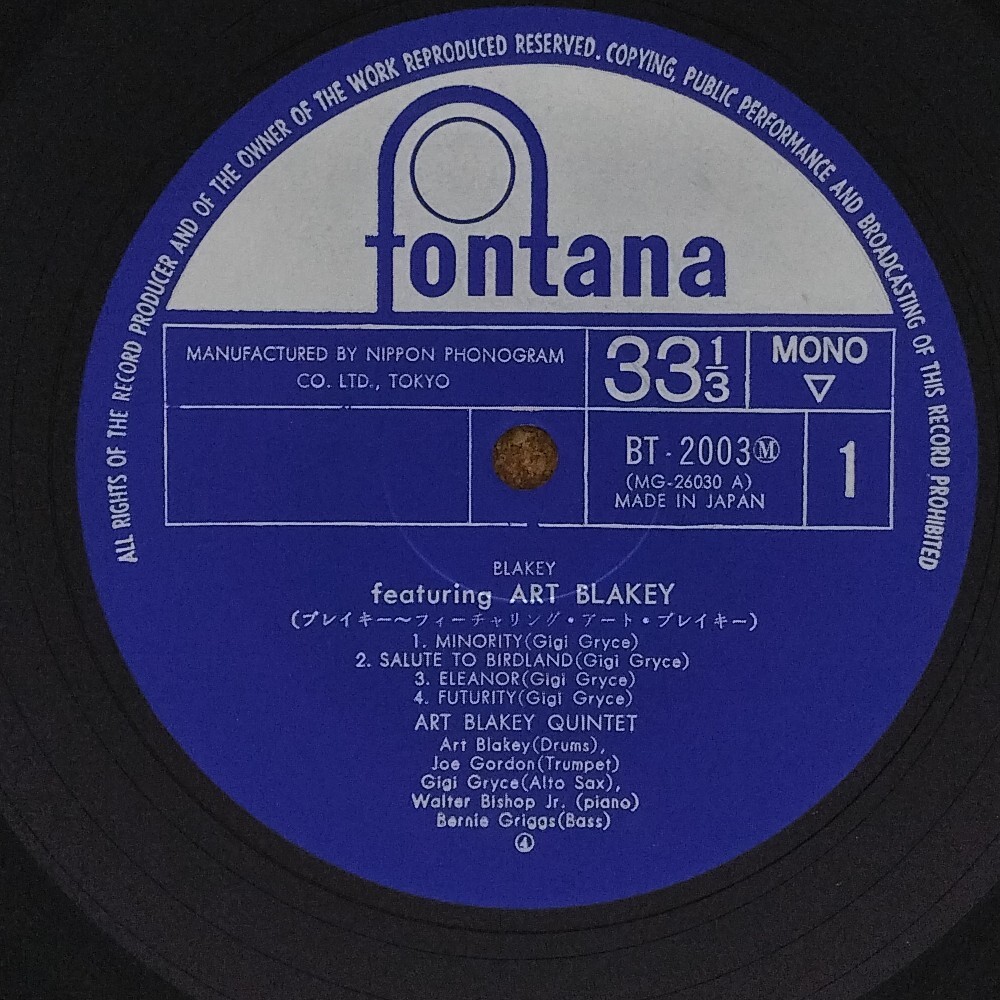 ALL RIGHTS OF THE RECORD PRODUCER AND OF THE OWNER OF THE WORK REPRODUCED RESERVED. COPYING, PUBLIC PERFORMANCE AND BROADCASTING OF THIS RECORD PROHIBITED
fontana
MANUFACTURED BY NIPPON PHONOGRAM
CO. LTD., TOKYO
33 1/3
MONO
▽
BT-2003Ⓜ
(MG-26030 A)
MADE IN JAPAN
1
BLAKEY
featuring ART BLAKEY
(ブレイキー〜フィーチャリング・アート・ブレイキー)
1. MINORITY(Gigi Gryce)
2. SALUTE TO BIRDLAND(Gigi Gryce)
3. ELEANOR(Gigi Gryce)
4. FUTURITY(Gigi Gryce)
ART BLAKEY QUINTET
Art Blakey(Drums),
Joe Gordon(Trumpet)
Gigi Gryce(Alto Sax),
Walter Bishop Jr. (piano)
Bernie Griggs(Bass)
④